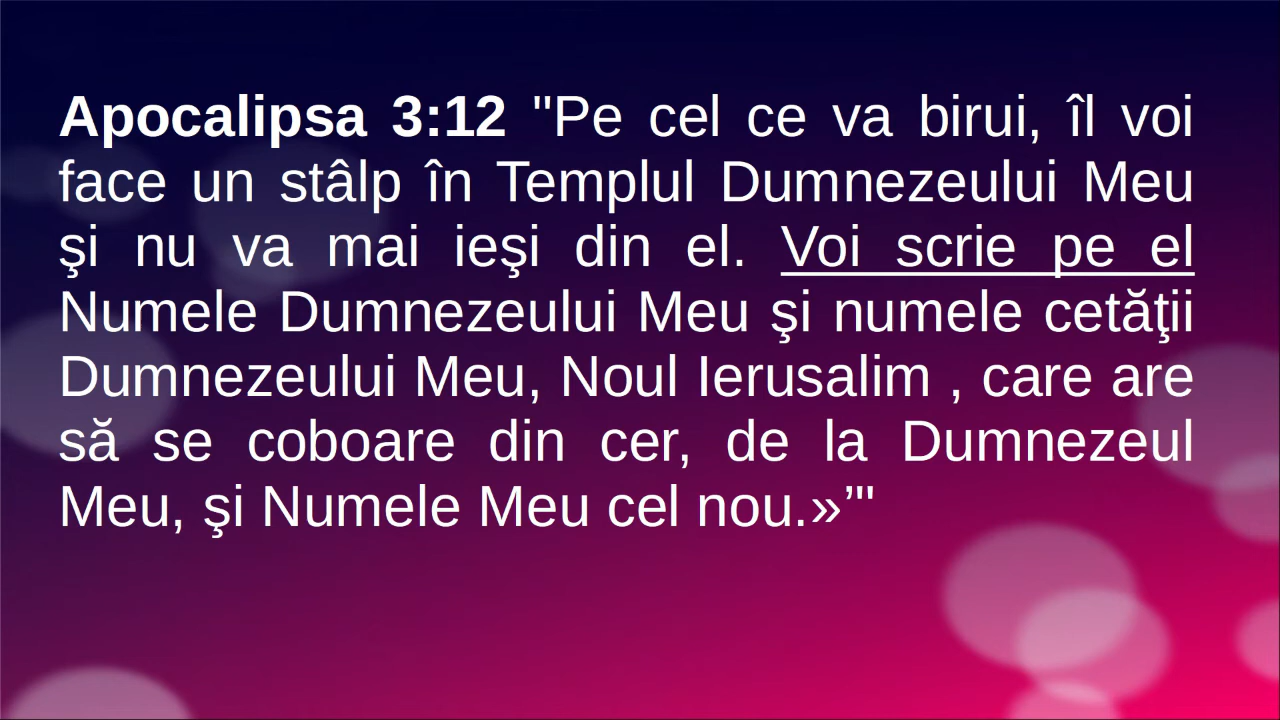 Apocalipsa 3:12 "Pe cel ce va birui, îl voi
face un stâlp în Templul Dumnezeului Meu
şi nu va mai ieşi din el. Voi scrie pe el
Numele Dumnezeului Meu şi numele cetăţii
Dumnezeului Meu, Noul Ierusalim , care are
să se coboare din cer, de la Dumnezeul
Meu, şi Numele Meu cel nou.»’"